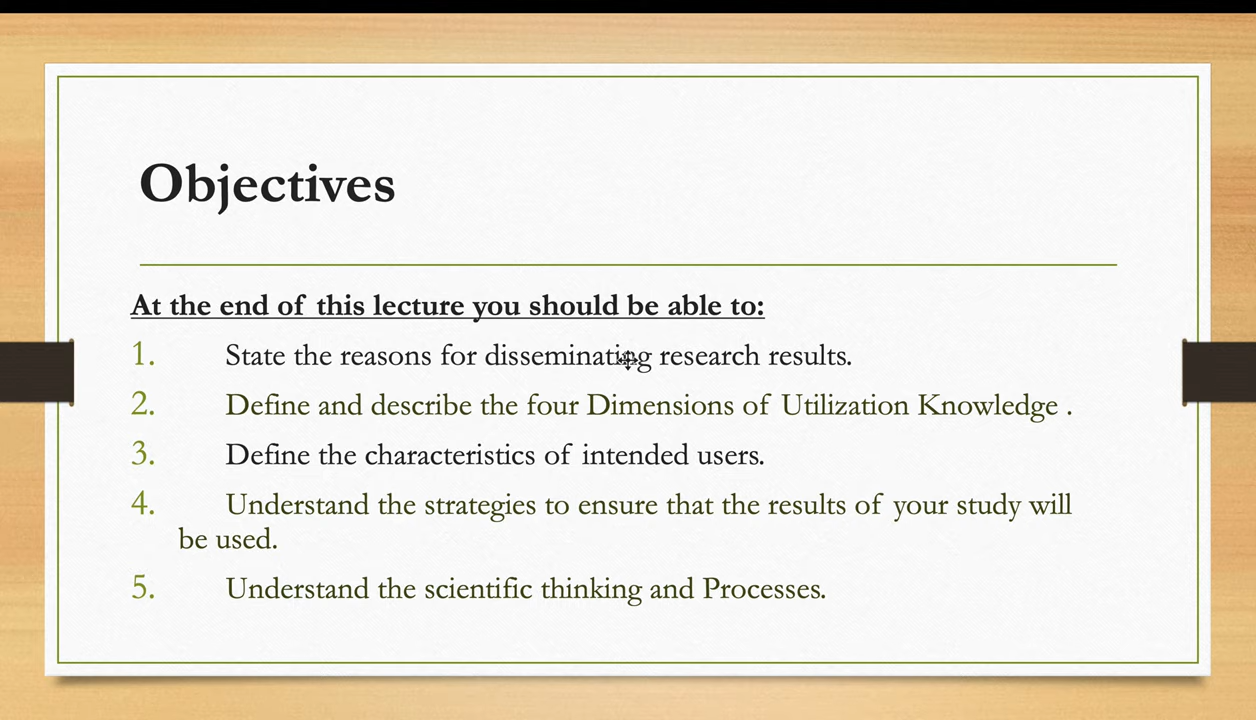 Objectives
At the end of this lecture you should be able to:
1. State the reasons for disseminating research results.
2. Define and describe the four Dimensions of Utilization Knowledge .
3. Define the characteristics of intended users.
4. Understand the strategies to ensure that the results of your study will
be used.
5. Understand the scientific thinking and Processes.